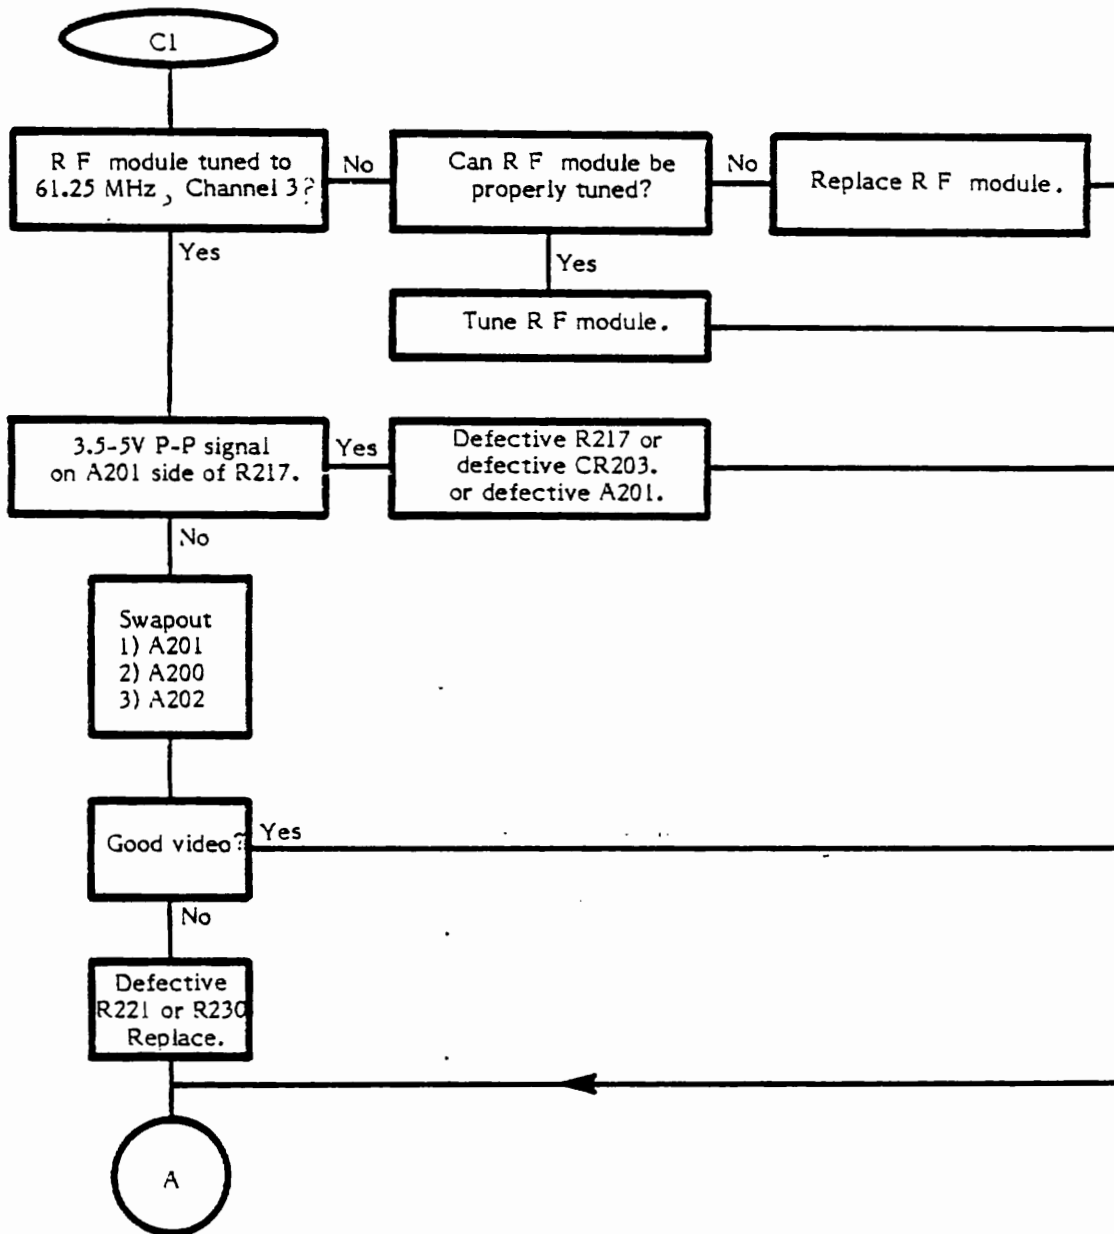 C1
R F module tuned to
61.25 MHz, Channel 3?
No
Can R F module be
properly tuned?
No
Replace R F module.
Yes
Yes
Tune R F module.
3.5-5V P-P signal
on A201 side of R217.
Yes
Defective R217 or
defective CR203.
or defective A201.
No
Swapout
1) A201
2) A200
3) A202
Good video?
Yes
No
Defective
R221 or R230
Replace.
A